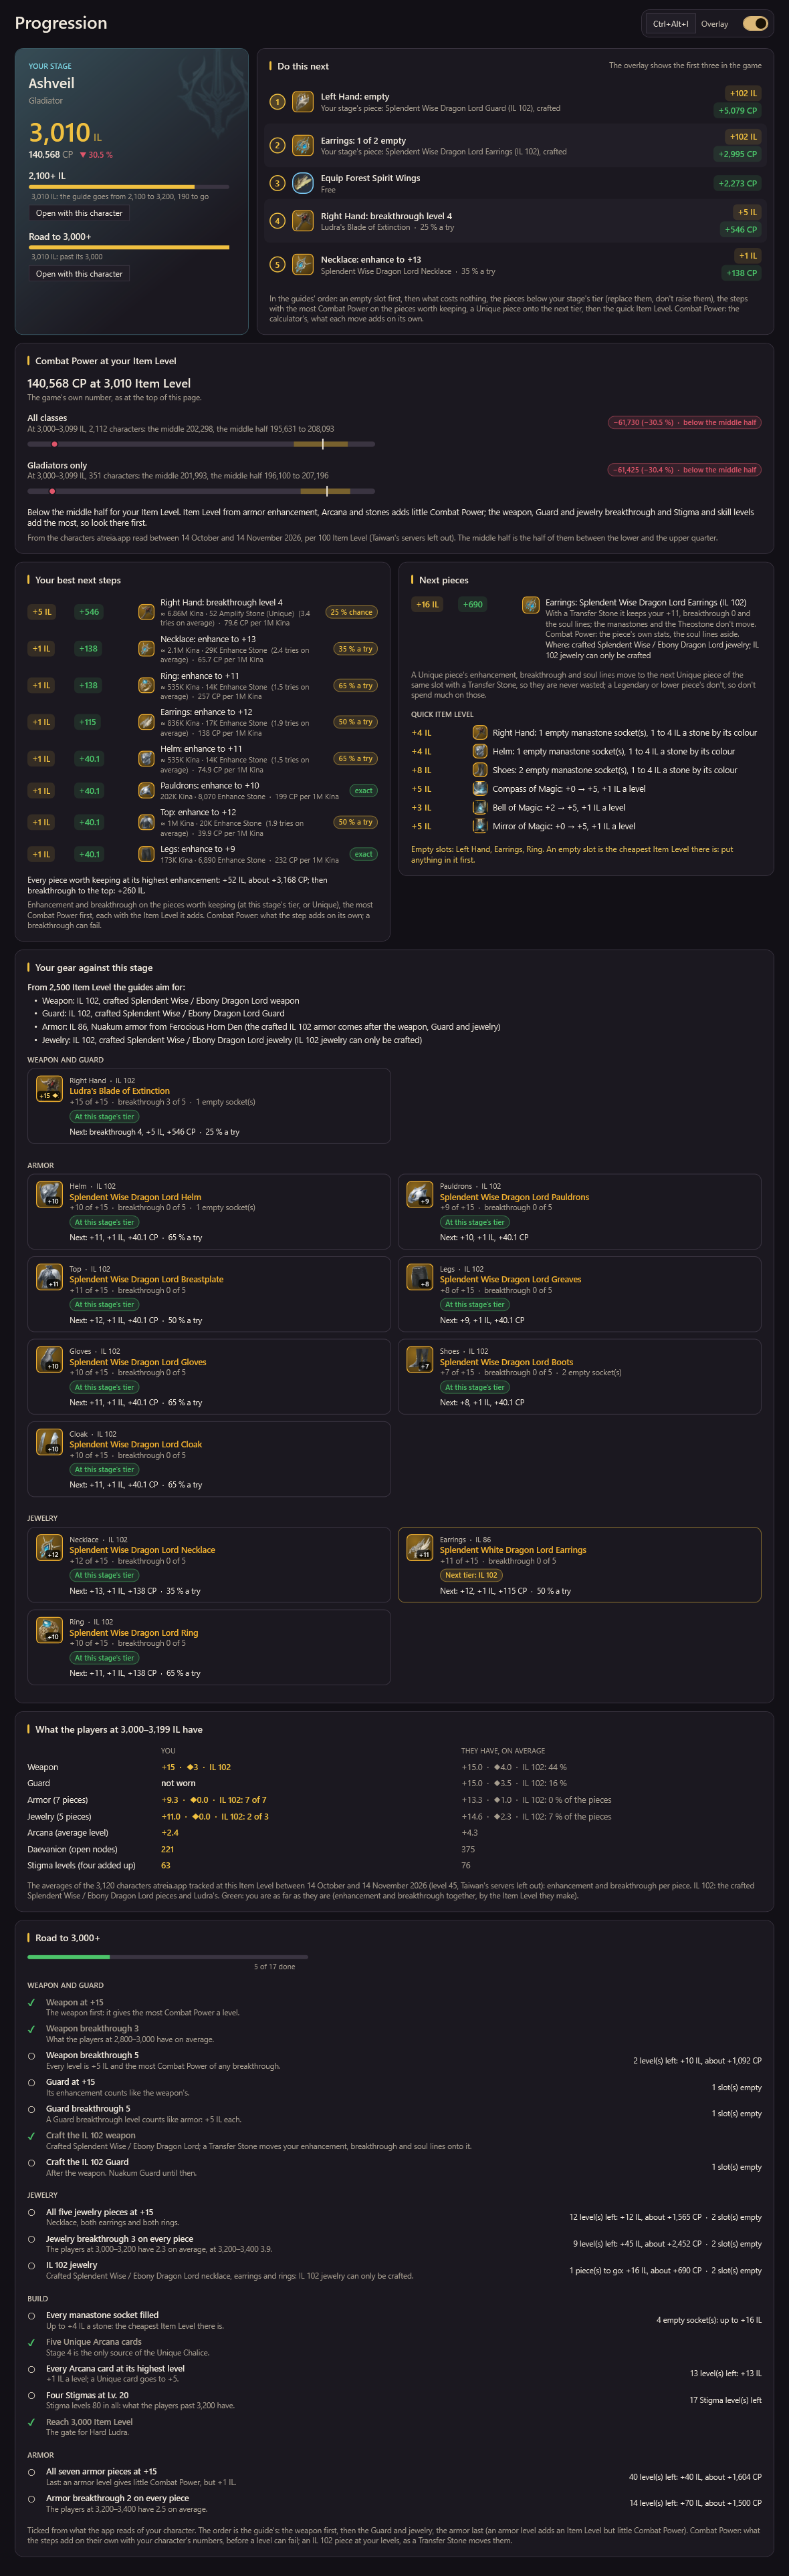 Progression
Ctrl+Alt+I Overlay
YOUR STAGE
Ashveil
Gladiator
3,010 IL
140,568 CP ▼ 30.5 %
2,100+ IL
3,010 IL: the guide goes from 2,100 to 3,200, 190 to go
Open with this character
Road to 3,000+
3,010 IL: past its 3,000
Open with this character
Do this next
The overlay shows the first three in the game
1
Left Hand: empty
Your stage's piece: Splendent Wise Dragon Lord Guard (IL 102), crafted
+102 IL
+5,079 CP
2
Earrings: 1 of 2 empty
Your stage's piece: Splendent Wise Dragon Lord Earrings (IL 102), crafted
+102 IL
+2,995 CP
3
Equip Forest Spirit Wings
Free
+2,273 CP
4
Right Hand: breakthrough level 4
Ludra's Blade of Extinction · 25 % a try
+5 IL
+546 CP
5
Necklace: enhance to +13
Splendent Wise Dragon Lord Necklace · 35 % a try
+1 IL
+138 CP
In the guides' order: an empty slot first, then what costs nothing, the pieces below your stage's tier (replace them, don't raise them), the steps
with the most Combat Power on the pieces worth keeping, a Unique piece onto the next tier, then the quick Item Level. Combat Power: the
calculator's, what each move adds on its own.
Combat Power at your Item Level
140,568 CP at 3,010 Item Level
The game's own number, as at the top of this page.
All classes
At 3,000–3,099 IL, 2,112 characters: the middle 202,298, the middle half 195,631 to 208,093
−61,730 (−30.5 %) · below the middle half
Gladiators only
At 3,000–3,099 IL, 351 characters: the middle 201,993, the middle half 196,100 to 207,196
−61,425 (−30.4 %) · below the middle half
Below the middle half for your Item Level. Item Level from armor enhancement, Arcana and stones adds little Combat Power; the weapon, Guard and jewelry breakthrough and Stigma and skill levels
add the most, so look there first.
From the characters atreia.app read between 14 October and 14 November 2026, per 100 Item Level (Taiwan's servers left out). The middle half is the half of them between the lower and the upper quarter.
Your best next steps
+5 IL +546 Right Hand: breakthrough level 4
≈ 6.86M Kina · 52 Amplify Stone (Unique) (3.4
tries on average) · 79.6 CP per 1M Kina
25 % chance
+1 IL +138 Necklace: enhance to +13
≈ 2.1M Kina · 29K Enhance Stone (2.4 tries on
average) · 65.7 CP per 1M Kina
35 % a try
+1 IL +138 Ring: enhance to +11
≈ 535K Kina · 14K Enhance Stone (1.5 tries on
average) · 257 CP per 1M Kina
65 % a try
+1 IL +115 Earrings: enhance to +12
≈ 836K Kina · 17K Enhance Stone (1.9 tries on
average) · 138 CP per 1M Kina
50 % a try
+1 IL +40.1 Helm: enhance to +11
≈ 535K Kina · 14K Enhance Stone (1.5 tries on
average) · 74.9 CP per 1M Kina
65 % a try
+1 IL +40.1 Pauldrons: enhance to +10
202K Kina · 8,070 Enhance Stone · 199 CP per 1M Kina
exact
+1 IL +40.1 Top: enhance to +12
≈ 1M Kina · 20K Enhance Stone (1.9 tries on
average) · 39.9 CP per 1M Kina
50 % a try
+1 IL +40.1 Legs: enhance to +9
173K Kina · 6,890 Enhance Stone · 232 CP per 1M Kina
exact
Every piece worth keeping at its highest enhancement: +52 IL, about +3,168 CP; then
breakthrough to the top: +260 IL.
Enhancement and breakthrough on the pieces worth keeping (at this stage's tier, or Unique), the most
Combat Power first, each with the Item Level it adds. Combat Power: what the step adds on its own; a
breakthrough can fail.
Next pieces
+16 IL +690 Earrings: Splendent Wise Dragon Lord Earrings (IL 102)
With a Transfer Stone it keeps your +11, breakthrough 0 and
the soul lines; the manastones and the Theostone don't move.
Combat Power: the piece's own stats, the soul lines aside.
Where: crafted Splendent Wise / Ebony Dragon Lord jewelry; IL
102 jewelry can only be crafted
A Unique piece's enhancement, breakthrough and soul lines move to the next Unique piece of the
same slot with a Transfer Stone, so they are never wasted; a Legendary or lower piece's don't, so don't
spend much on those.
QUICK ITEM LEVEL
+4 IL Right Hand: 1 empty manastone socket(s), 1 to 4 IL a stone by its colour
+4 IL Helm: 1 empty manastone socket(s), 1 to 4 IL a stone by its colour
+8 IL Shoes: 2 empty manastone socket(s), 1 to 4 IL a stone by its colour
+5 IL Compass of Magic: +0 → +5, +1 IL a level
+3 IL Bell of Magic: +2 → +5, +1 IL a level
+5 IL Mirror of Magic: +0 → +5, +1 IL a level
Empty slots: Left Hand, Earrings, Ring. An empty slot is the cheapest Item Level there is: put
anything in it first.
Your gear against this stage
From 2,500 Item Level the guides aim for:
• Weapon: IL 102, crafted Splendent Wise / Ebony Dragon Lord weapon
• Guard: IL 102, crafted Splendent Wise / Ebony Dragon Lord Guard
• Armor: IL 86, Nuakum armor from Ferocious Horn Den (the crafted IL 102 armor comes after the weapon, Guard and jewelry)
• Jewelry: IL 102, crafted Splendent Wise / Ebony Dragon Lord jewelry (IL 102 jewelry can only be crafted)
WEAPON AND GUARD
+15 ◆
Right Hand · IL 102
Ludra's Blade of Extinction
+15 of +15 · breakthrough 3 of 5 · 1 empty socket(s)
At this stage's tier
Next: breakthrough 4, +5 IL, +546 CP · 25 % a try
ARMOR
+10
Helm · IL 102
Splendent Wise Dragon Lord Helm
+10 of +15 · breakthrough 0 of 5 · 1 empty socket(s)
At this stage's tier
Next: +11, +1 IL, +40.1 CP · 65 % a try
+9
Pauldrons · IL 102
Splendent Wise Dragon Lord Pauldrons
+9 of +15 · breakthrough 0 of 5
At this stage's tier
Next: +10, +1 IL, +40.1 CP
+11
Top · IL 102
Splendent Wise Dragon Lord Breastplate
+11 of +15 · breakthrough 0 of 5
At this stage's tier
Next: +12, +1 IL, +40.1 CP · 50 % a try
+8
Legs · IL 102
Splendent Wise Dragon Lord Greaves
+8 of +15 · breakthrough 0 of 5
At this stage's tier
Next: +9, +1 IL, +40.1 CP
+10
Gloves · IL 102
Splendent Wise Dragon Lord Gloves
+10 of +15 · breakthrough 0 of 5
At this stage's tier
Next: +11, +1 IL, +40.1 CP · 65 % a try
+7
Shoes · IL 102
Splendent Wise Dragon Lord Boots
+7 of +15 · breakthrough 0 of 5 · 2 empty socket(s)
At this stage's tier
Next: +8, +1 IL, +40.1 CP
+10
Cloak · IL 102
Splendent Wise Dragon Lord Cloak
+10 of +15 · breakthrough 0 of 5
At this stage's tier
Next: +11, +1 IL, +40.1 CP · 65 % a try
JEWELRY
+12
Necklace · IL 102
Splendent Wise Dragon Lord Necklace
+12 of +15 · breakthrough 0 of 5
At this stage's tier
Next: +13, +1 IL, +138 CP · 35 % a try
+11
Earrings · IL 86
Splendent White Dragon Lord Earrings
+11 of +15 · breakthrough 0 of 5
Next tier: IL 102
Next: +12, +1 IL, +115 CP · 50 % a try
+10
Ring · IL 102
Splendent Wise Dragon Lord Ring
+10 of +15 · breakthrough 0 of 5
At this stage's tier
Next: +11, +1 IL, +138 CP · 65 % a try
What the players at 3,000–3,199 IL have
YOU THEY HAVE, ON AVERAGE
Weapon +15 · ◆3 · IL 102 +15.0 · ◆4.0 · IL 102: 44 %
Guard not worn +15.0 · ◆3.5 · IL 102: 16 %
Armor (7 pieces) +9.3 · ◆0.0 · IL 102: 7 of 7 +13.3 · ◆1.0 · IL 102: 0 % of the pieces
Jewelry (5 pieces) +11.0 · ◆0.0 · IL 102: 2 of 3 +14.6 · ◆2.3 · IL 102: 7 % of the pieces
Arcana (average level) +2.4 +4.3
Daevanion (open nodes) 221 375
Stigma levels (four added up) 63 76
The averages of the 3,120 characters atreia.app tracked at this Item Level between 14 October and 14 November 2026 (level 45, Taiwan's servers left out): enhancement and breakthrough per piece. IL 102: the crafted
Splendent Wise / Ebony Dragon Lord pieces and Ludra's. Green: you are as far as they are (enhancement and breakthrough together, by the Item Level they make).
Road to 3,000+
5 of 17 done
WEAPON AND GUARD
✓ Weapon at +15
The weapon first: it gives the most Combat Power a level.
✓ Weapon breakthrough 3
What the players at 2,800–3,000 have on average.
Weapon breakthrough 5
Every level is +5 IL and the most Combat Power of any breakthrough.
2 level(s) left: +10 IL, about +1,092 CP
Guard at +15
Its enhancement counts like the weapon's.
1 slot(s) empty
Guard breakthrough 5
A Guard breakthrough level counts like armor: +5 IL each.
1 slot(s) empty
✓ Craft the IL 102 weapon
Crafted Splendent Wise / Ebony Dragon Lord; a Transfer Stone moves your enhancement, breakthrough and soul lines onto it.
Craft the IL 102 Guard
After the weapon. Nuakum Guard until then.
1 slot(s) empty
JEWELRY
All five jewelry pieces at +15
Necklace, both earrings and both rings.
12 level(s) left: +12 IL, about +1,565 CP · 2 slot(s) empty
Jewelry breakthrough 3 on every piece
The players at 3,000–3,200 have 2.3 on average, at 3,200–3,400 3.9.
9 level(s) left: +45 IL, about +2,452 CP · 2 slot(s) empty
IL 102 jewelry
Crafted Splendent Wise / Ebony Dragon Lord necklace, earrings and rings: IL 102 jewelry can only be crafted.
1 piece(s) to go: +16 IL, about +690 CP · 2 slot(s) empty
BUILD
Every manastone socket filled
Up to +4 IL a stone: the cheapest Item Level there is.
4 empty socket(s): up to +16 IL
✓ Five Unique Arcana cards
Stage 4 is the only source of the Unique Chalice.
Every Arcana card at its highest level
+1 IL a level; a Unique card goes to +5.
13 level(s) left: +13 IL
Four Stigmas at Lv. 20
Stigma levels 80 in all: what the players past 3,200 have.
17 Stigma level(s) left
✓ Reach 3,000 Item Level
The gate for Hard Ludra.
ARMOR
All seven armor pieces at +15
Last: an armor level gives little Combat Power, but +1 IL.
40 level(s) left: +40 IL, about +1,604 CP
Armor breakthrough 2 on every piece
The players at 3,200–3,400 have 2.5 on average.
14 level(s) left: +70 IL, about +1,500 CP
Ticked from what the app reads of your character. The order is the guide's: the weapon first, then the Guard and jewelry, the armor last (an armor level adds an Item Level but little Combat Power). Combat Power: what
the steps add on their own with your character's numbers, before a level can fail; an IL 102 piece at your levels, as a Transfer Stone moves them.